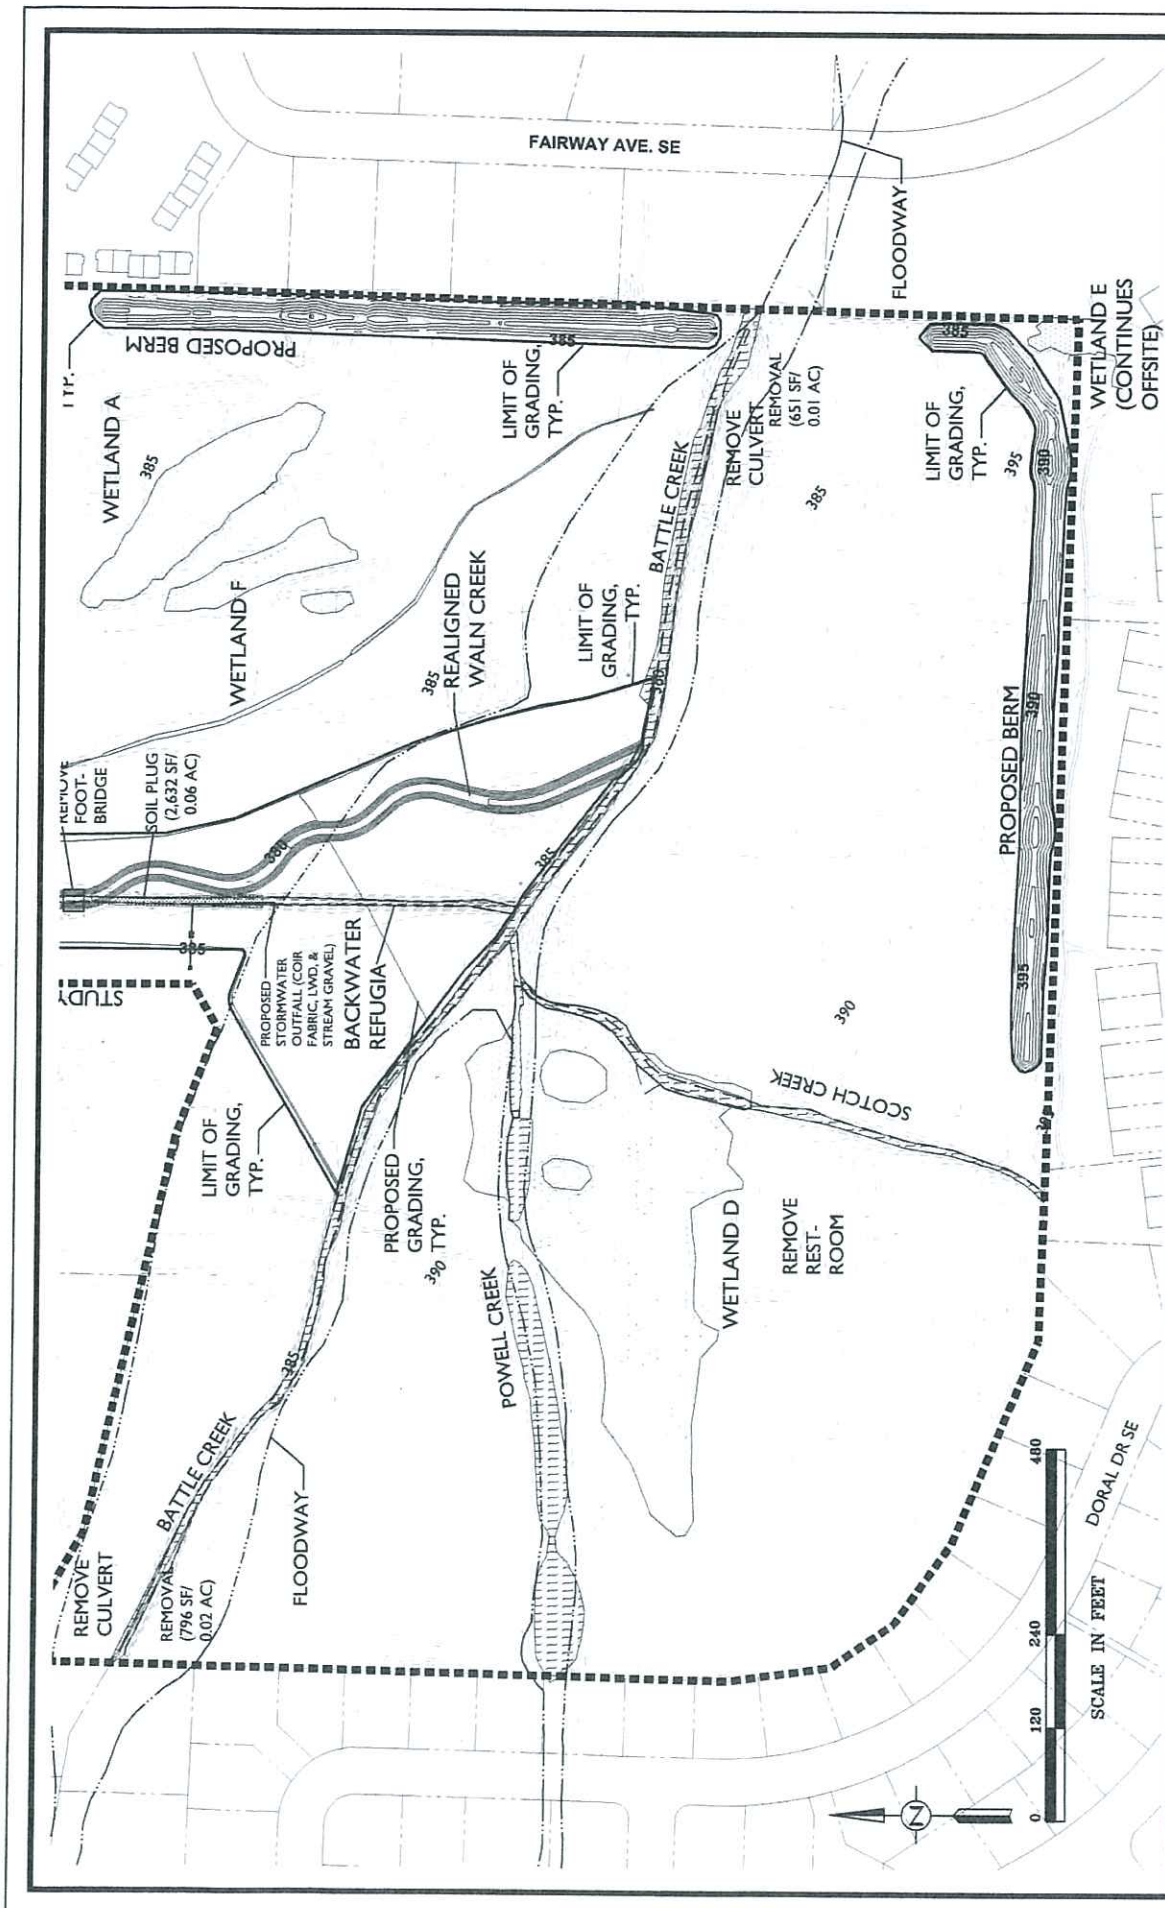 FAIRWAY AVE. SE
FLOODWAY
TYP.
PROPOSED BERM
WETLAND A
385
LIMIT OF
GRADING,
TYP.
385
385
WETLAND E
(CONTINUES
OFFSITE)
REMOVE
CULVERT
REMOVAL
(651 SF/
0.01 AC)
LIMIT OF
GRADING,
TYP.
395
390
385
BATTLE CREEK
WETLAND F
REALIGNED
WALN CREEK
385
LIMIT OF
GRADING,
TYP.
380
PROPOSED BERM
390
REMOVE
FOOT-
BRIDGE
SOIL PLUG
(2,632 SF/
0.06 AC)
380
385
385
STUDY
PROPOSED
STORMWATER
OUTFALL (COIR
FABRIC, LWD, &
STREAM GRAVEL)
BACKWATER
REFUGIA
390
395
SCOTCH CREEK
LIMIT OF
GRADING,
TYP.
PROPOSED
GRADING,
TYP.
390
WETLAND D
REMOVE
REST-
ROOM
POWELL CREEK
385
BATTLE CREEK
FLOODWAY
REMOVE
CULVERT
REMOVAL
(796 SF/
0.02 AC)
DORAL DR SE
0 120 240 480
SCALE IN FEET
N